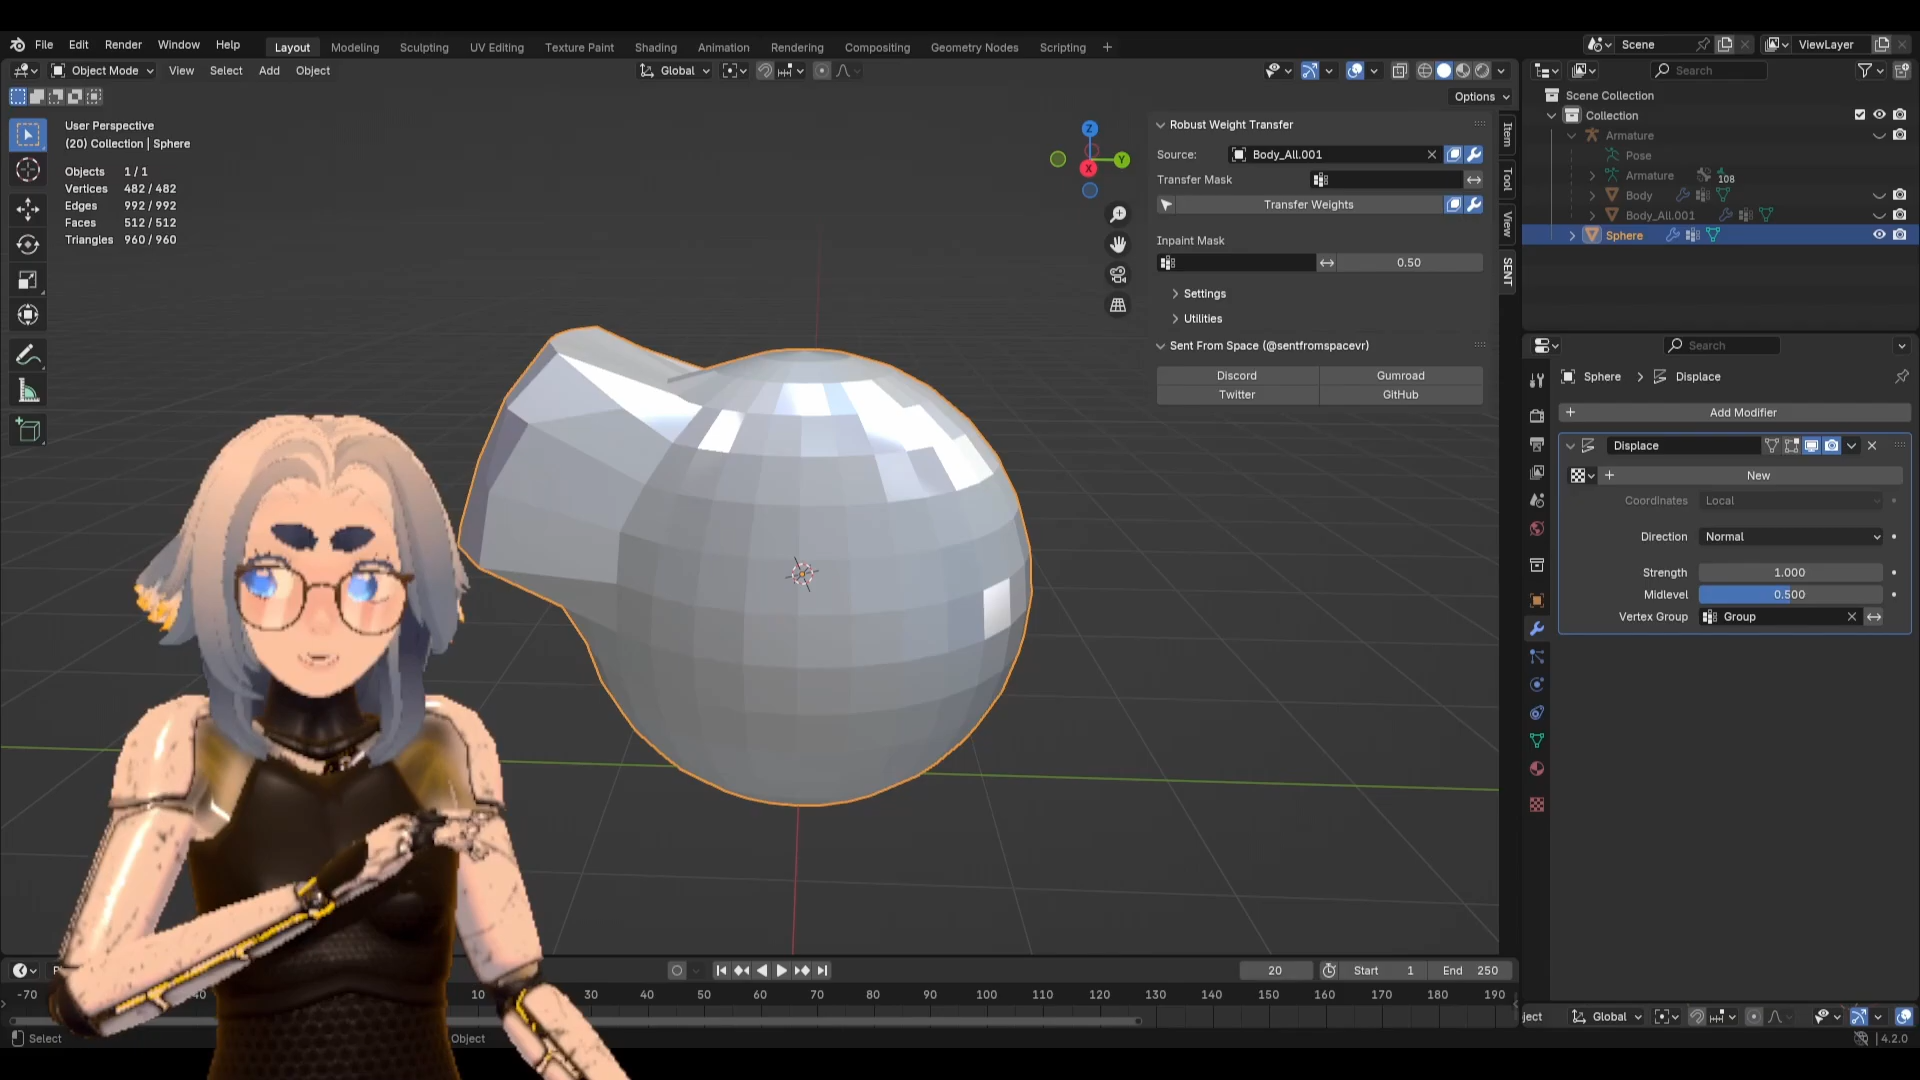 File Edit Render Window Help Layout Modeling Sculpting UV Editing Texture Paint Shading Animation Rendering Compositing Geometry Nodes Scripting + Scene ViewLayer
Object Mode View Select Add Object Global Search
Options
User Perspective
(20) Collection | Sphere
Objects 1 / 1
Vertices 482 / 482
Edges 992 / 992
Faces 512 / 512
Triangles 960 / 960
Z
Y
X
Robust Weight Transfer
Source: Body_All.001
Transfer Mask
Transfer Weights
Inpaint Mask
0.50
Settings
Utilities
Sent From Space (@sentfromspacevr)
Discord Gumroad
Twitter GitHub
Item
Tool
View
SENT
Scene Collection
Collection
Armature
Pose
Armature 108
Body
Body_All.001
Sphere
Search
Sphere > Displace
+ Add Modifier
Displace
+ New
Coordinates Local
Direction Normal
Strength 1.000
Midlevel 0.500
Vertex Group Group
20 Start 1 End 250
-70 10 30 40 50 60 70 80 90 100 110 120 130 140 150 160 170 180 190
Select Object
Global
4.2.0